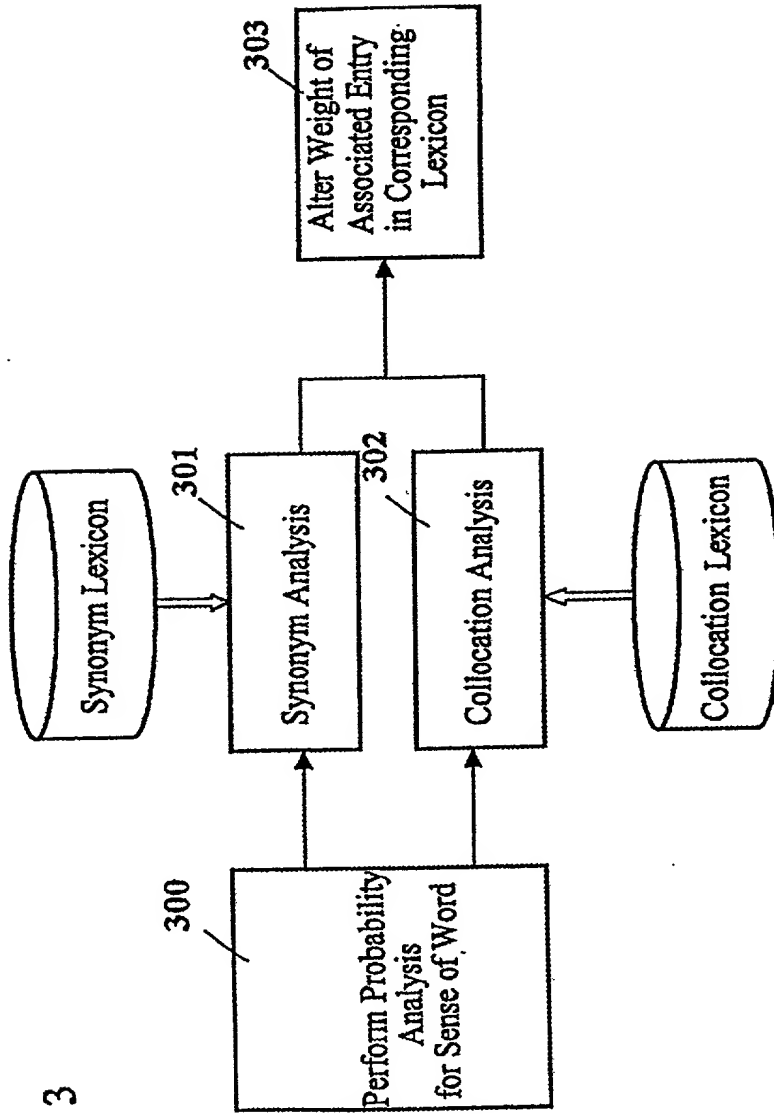 3
300
Perform Probability
Analysis
for Sense of Word
Synonym Lexicon
301
Synonym Analysis
302
Collocation Analysis
Collocation Lexicon
303
Alter Weight of
Associated Entry
in Corresponding
Lexicon